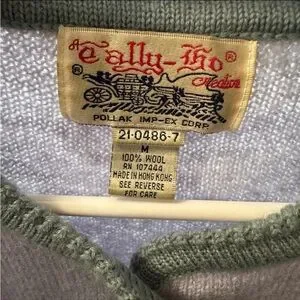 A
Tally-Ho®
®
Creation
POLLAK IMP-EX CORP.
21-0486-7
M
100% WOOL
RN 107444
MADE IN HONG KONG
SEE REVERSE
FOR CARE